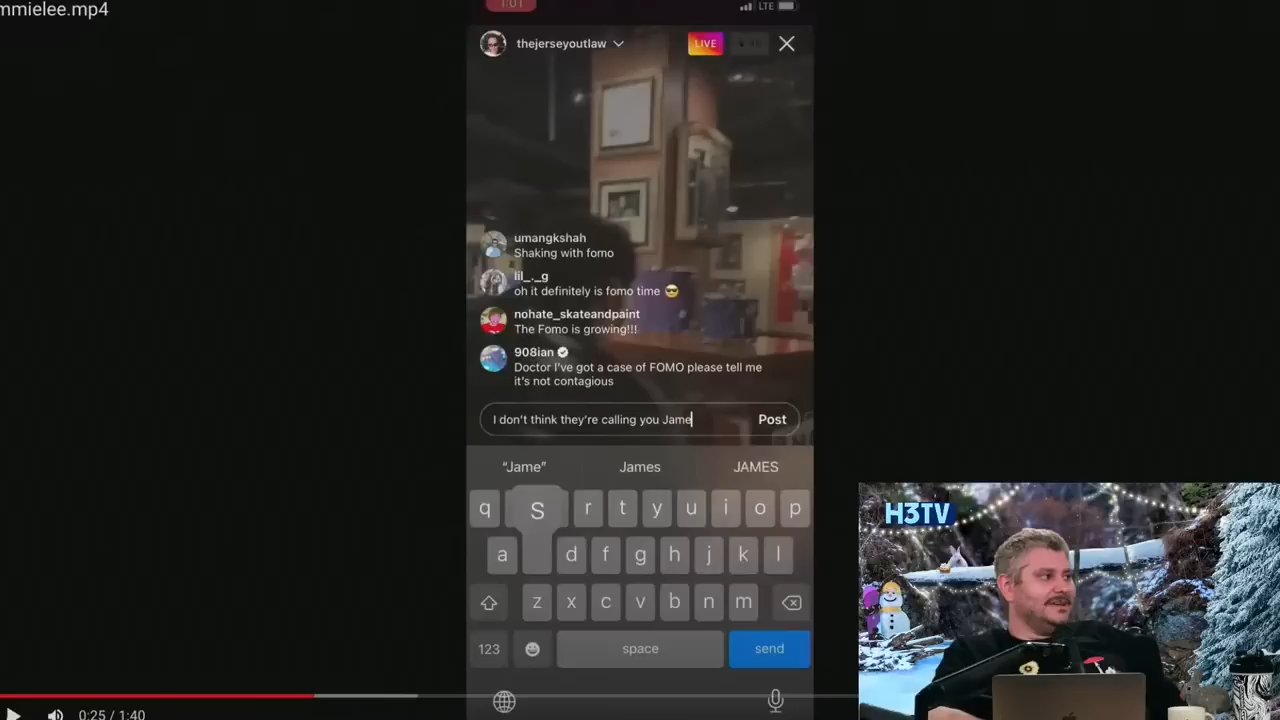 mmielee.mp4
1:01
LTE
thejerseyoutlaw
LIVE
umangkshah
Shaking with fomo
lil_._g
oh it definitely is fomo time 😎
nohate_skateandpaint
The Fomo is growing!!!
908ian
Doctor I've got a case of FOMO please tell me
it's not contagious
I don't think they're calling you Jame
Post
"Jame" James JAMES
q S r t y u i o p
a d f g h j k l
z x c v b n m
123 space send
H3TV
0:25 / 1:40